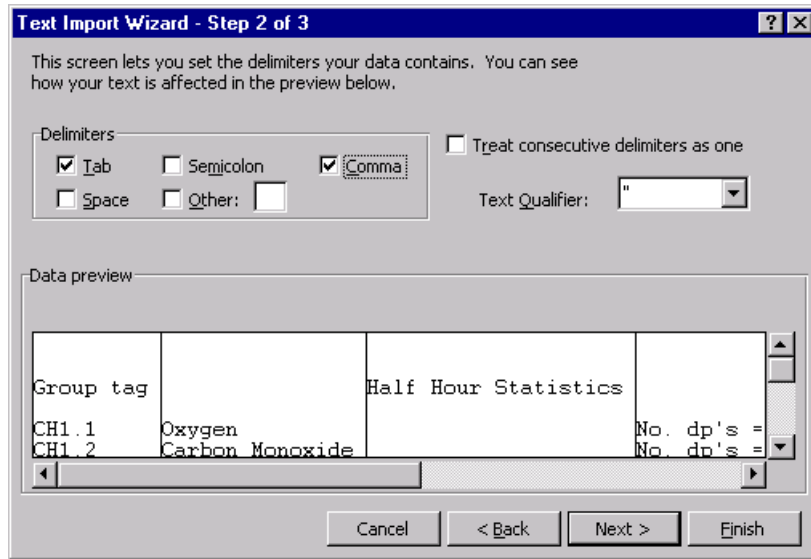 Text Import Wizard - Step 2 of 3
This screen lets you set the delimiters your data contains. You can see
how your text is affected in the preview below.
Delimiters
Tab Semicolon Comma
Space Other:
Treat consecutive delimiters as one
Text Qualifier: "
Data preview
Group tag Half Hour Statistics
CH1.1 Oxygen No. dp's =
CH1.2 Carbon Monoxide No. dp's =
Cancel < Back Next > Finish